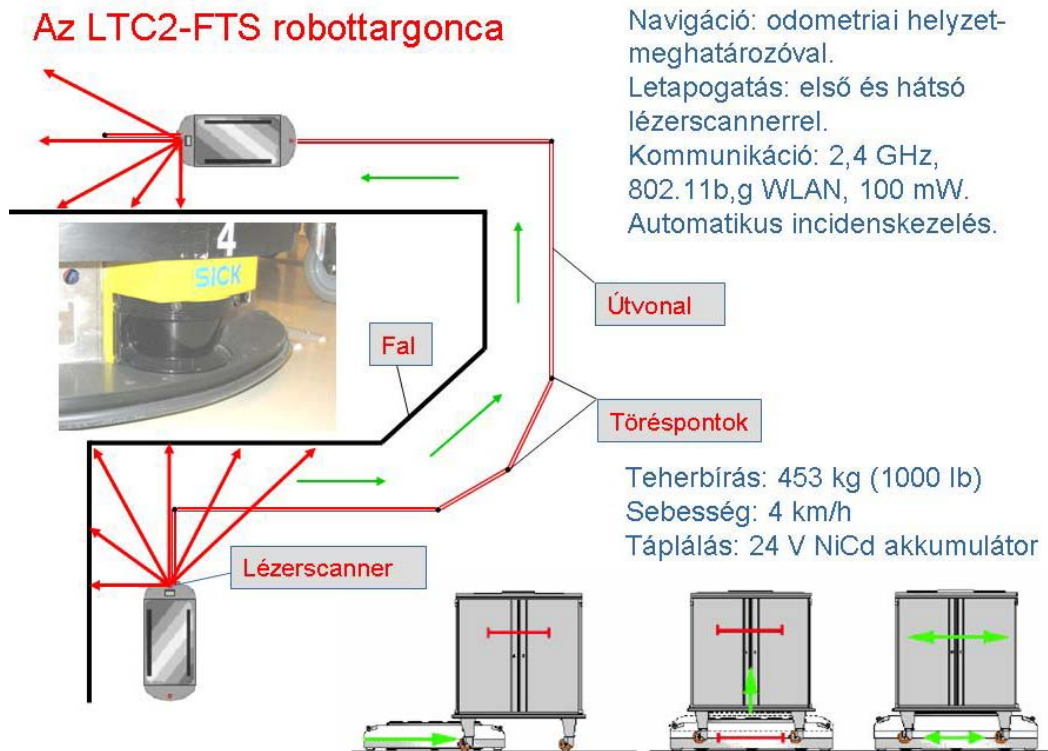 Az LTC2-FTS robottargonca
Navigáció: odometriai helyzet-
meghatározóval.
Letapogatás: első és hátsó
lézerscannerrel.
Kommunikáció: 2,4 GHz,
802.11b,g WLAN, 100 mW.
Automatikus incidenskezelés.
4
SICK
Útvonal
Fal
Töréspontok
Teherbírás: 453 kg (1000 lb)
Sebesség: 4 km/h
Táplálás: 24 V NiCd akkumulátor
Lézerscanner